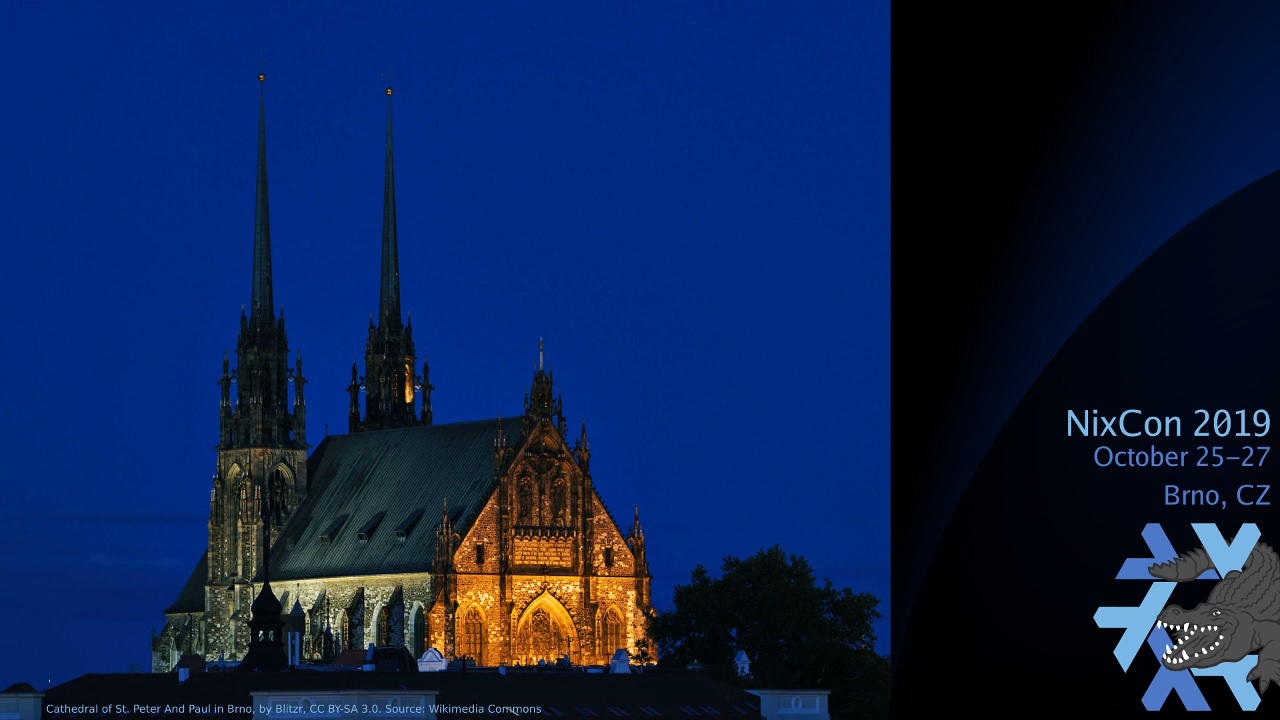 NixCon 2019
October 25–27
Brno, CZ
Cathedral of St. Peter And Paul in Brno, by Blitzr, CC BY-SA 3.0. Source: Wikimedia Commons